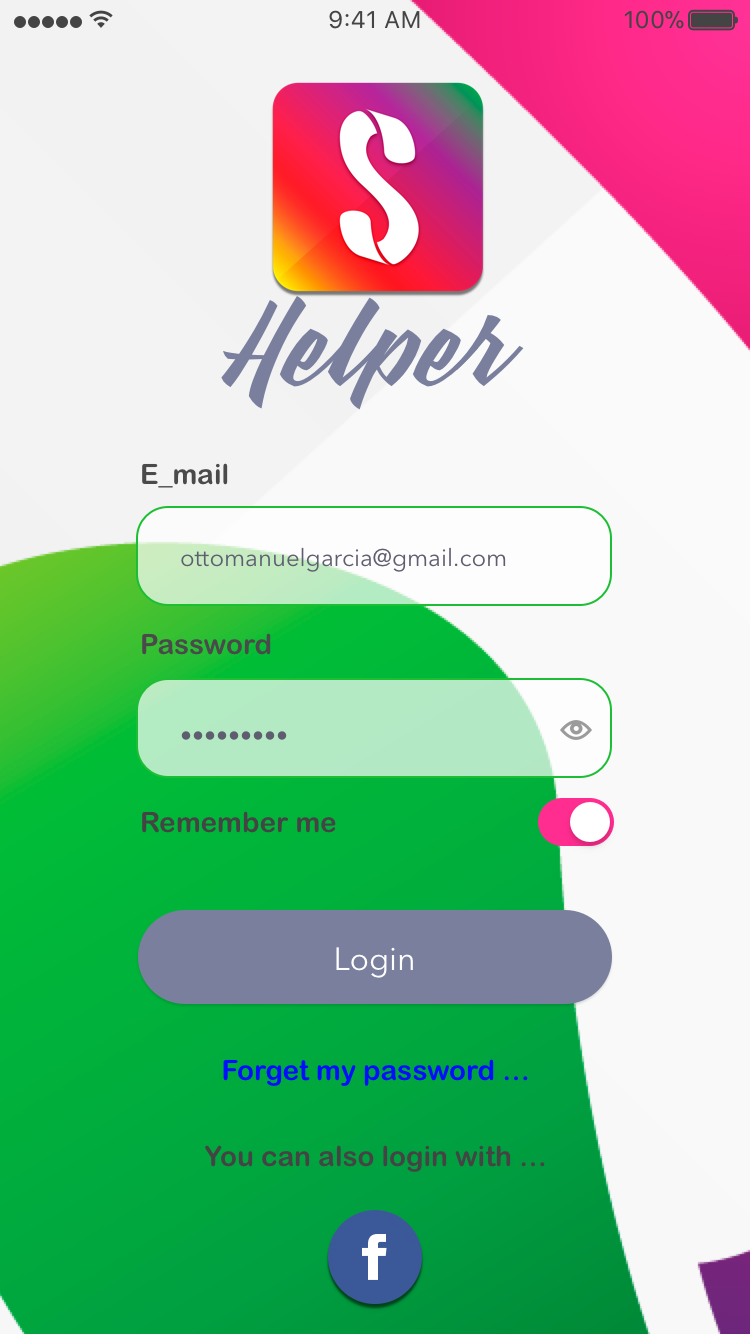 9:41 AM 100%
S
Helper
E_mail
ottomanuelgarcia@gmail.com
Password
•••••••••
Remember me
Login
Forget my password ...
You can also login with ...
f